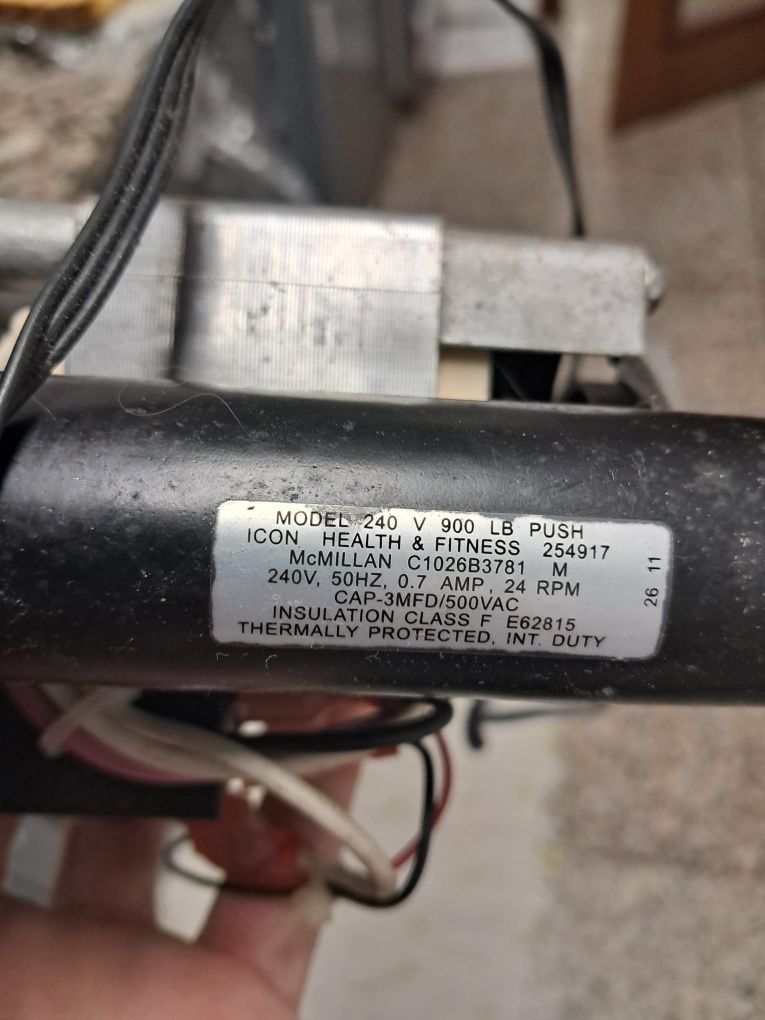 MODEL 240 V 900 LB PUSH
ICON HEALTH & FITNESS 254917
McMILLAN C1026B3781 M
240V, 50HZ, 0.7 AMP, 24 RPM
CAP-3MFD/500VAC
INSULATION CLASS F E62815
THERMALLY PROTECTED, INT. DUTY
26 11